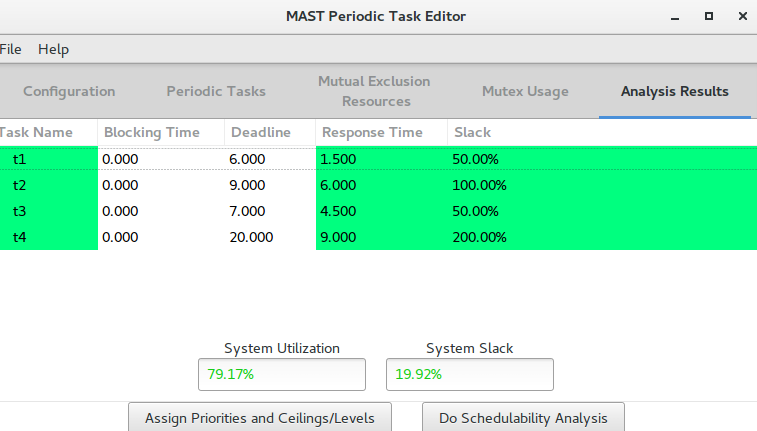 MAST Periodic Task Editor
File Help
Configuration Periodic Tasks Mutual Exclusion Resources Mutex Usage Analysis Results
Task Name Blocking Time Deadline Response Time Slack
t1 0.000 6.000 1.500 50.00%
t2 0.000 9.000 6.000 100.00%
t3 0.000 7.000 4.500 50.00%
t4 0.000 20.000 9.000 200.00%
System Utilization System Slack
79.17% 19.92%
Assign Priorities and Ceilings/Levels Do Schedulability Analysis